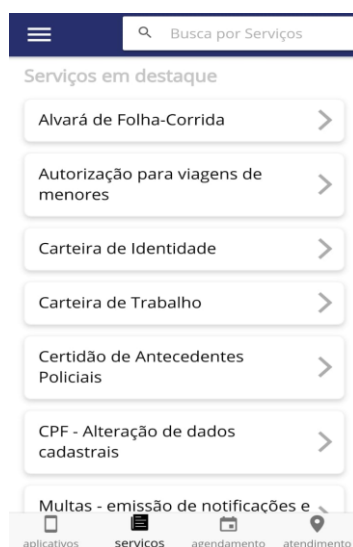 Busca por Serviços
Serviços em destaque
Alvará de Folha-Corrida
Autorização para viagens de
menores
Carteira de Identidade
Carteira de Trabalho
Certidão de Antecedentes
Policiais
CPF - Alteração de dados
cadastrais
Multas - emissão de notificações e
aplicativos serviços agendamento atendimento